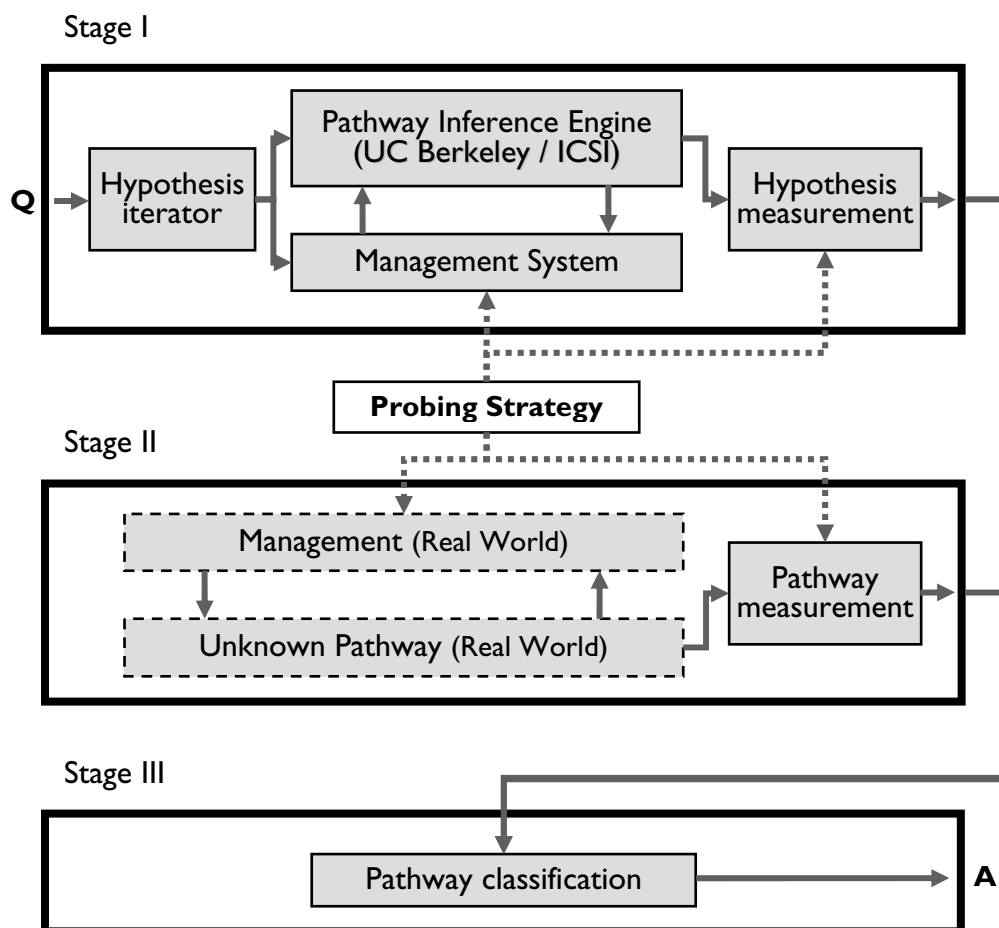 Stage I
Pathway Inference Engine
(UC Berkeley / ICSI)
Q
Hypothesis
iterator
Hypothesis
measurement
Management System
Probing Strategy
Stage II
Management (Real World)
Pathway
measurement
Unknown Pathway (Real World)
Stage III
Pathway classification
A